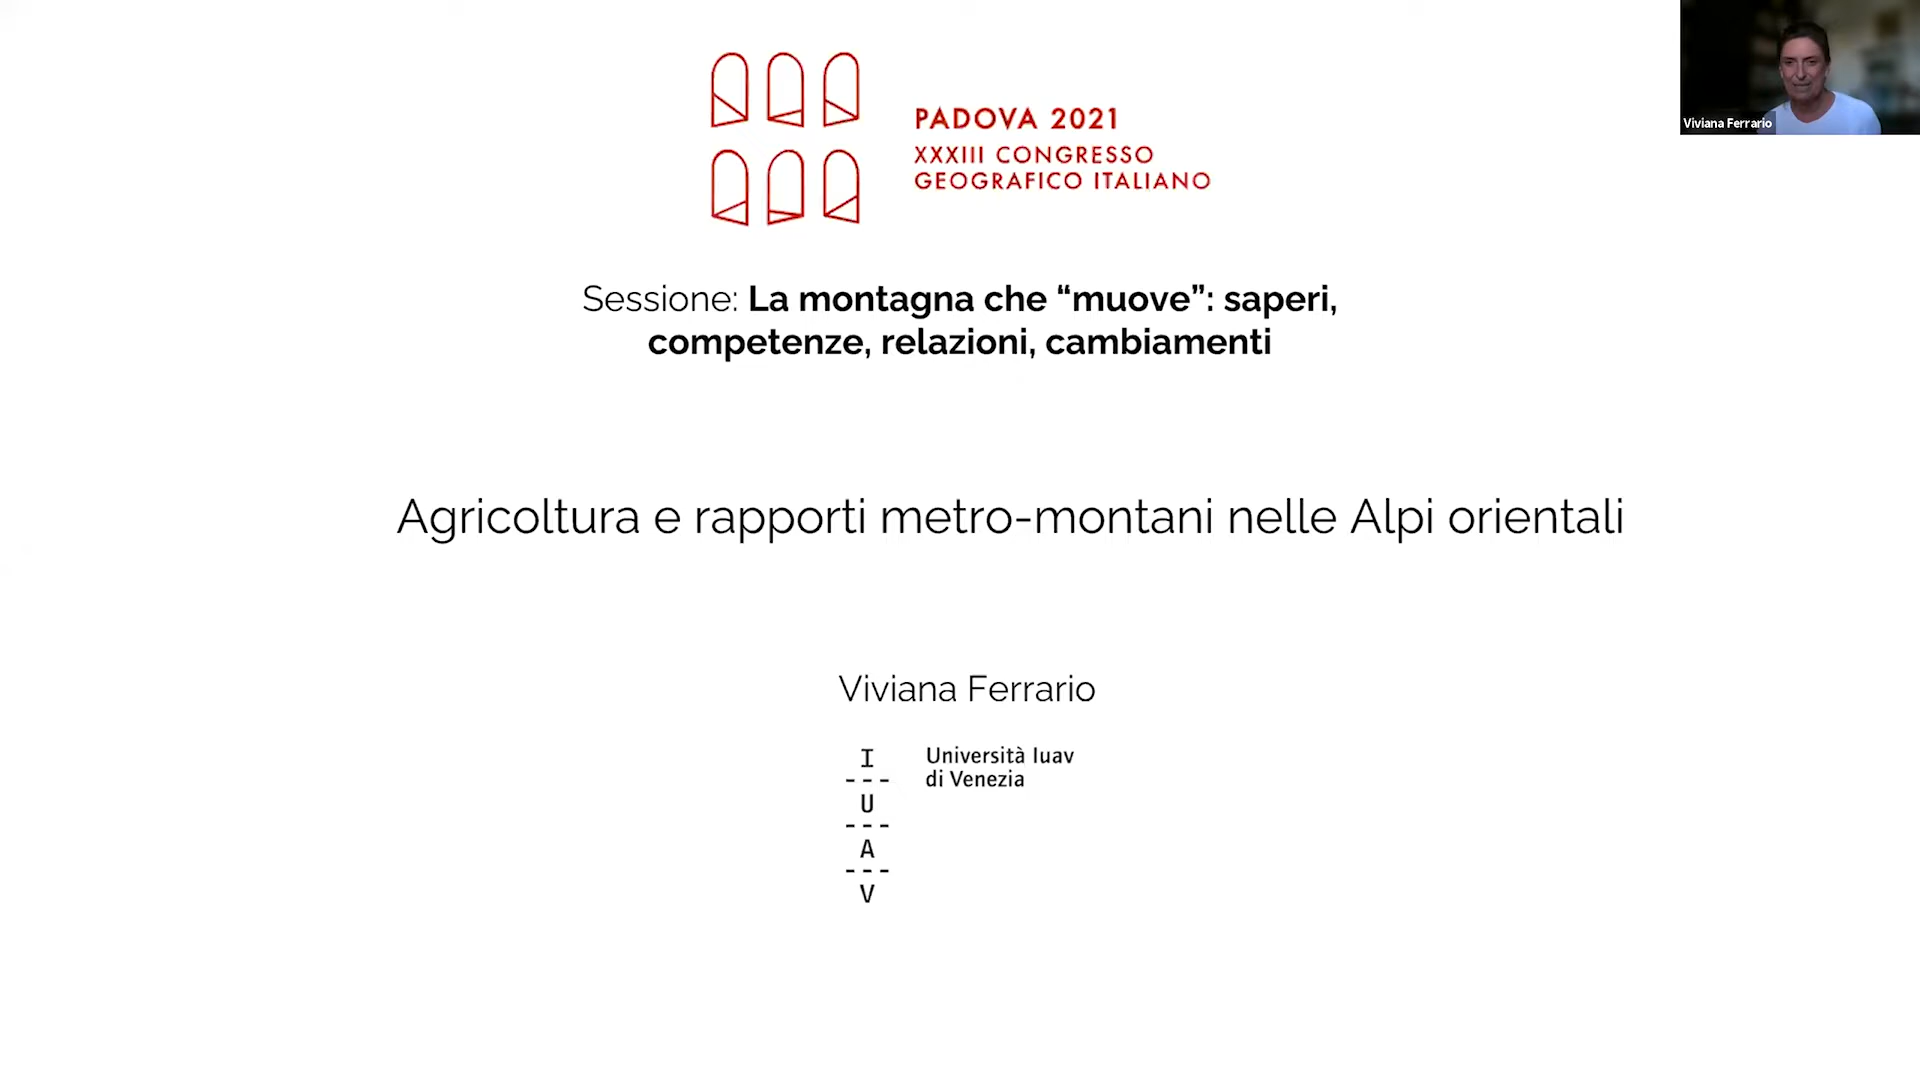 PADOVA 2021
XXXIII CONGRESSO
GEOGRAFICO ITALIANO
Viviana Ferrario
Sessione: La montagna che “muove”: saperi,
competenze, relazioni, cambiamenti
Agricoltura e rapporti metro-montani nelle Alpi orientali
Viviana Ferrario
I
---
U
---
A
---
V
Università Iuav
di Venezia